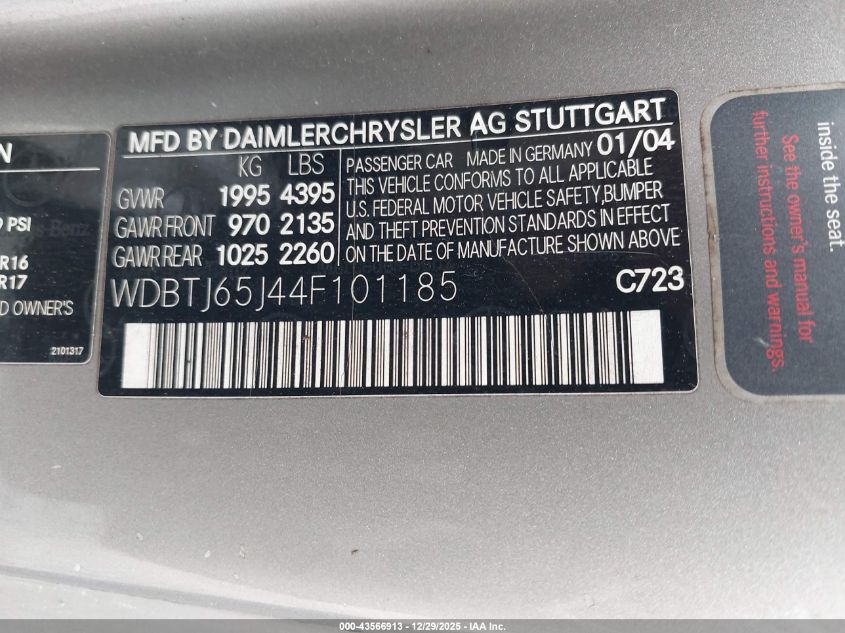 N
PSI
R16
R17
D OWNER'S
2101317
MFD BY DAIMLERCHRYSLER AG STUTTGART
KG LBS
GVWR 1995 4395
GAWR FRONT 970 2135
GAWR REAR 1025 2260
PASSENGER CAR MADE IN GERMANY 01/04
THIS VEHICLE CONFORMS TO ALL APPLICABLE
U.S. FEDERAL MOTOR VEHICLE SAFETY,BUMPER
AND THEFT PREVENTION STANDARDS IN EFFECT
ON THE DATE OF MANUFACTURE SHOWN ABOVE
WDBTJ65J44F101185 C723
inside the seat.
See the owner's manual for
further instructions and warnings.
000-43566913 - 12/29/2025 - IAA Inc.